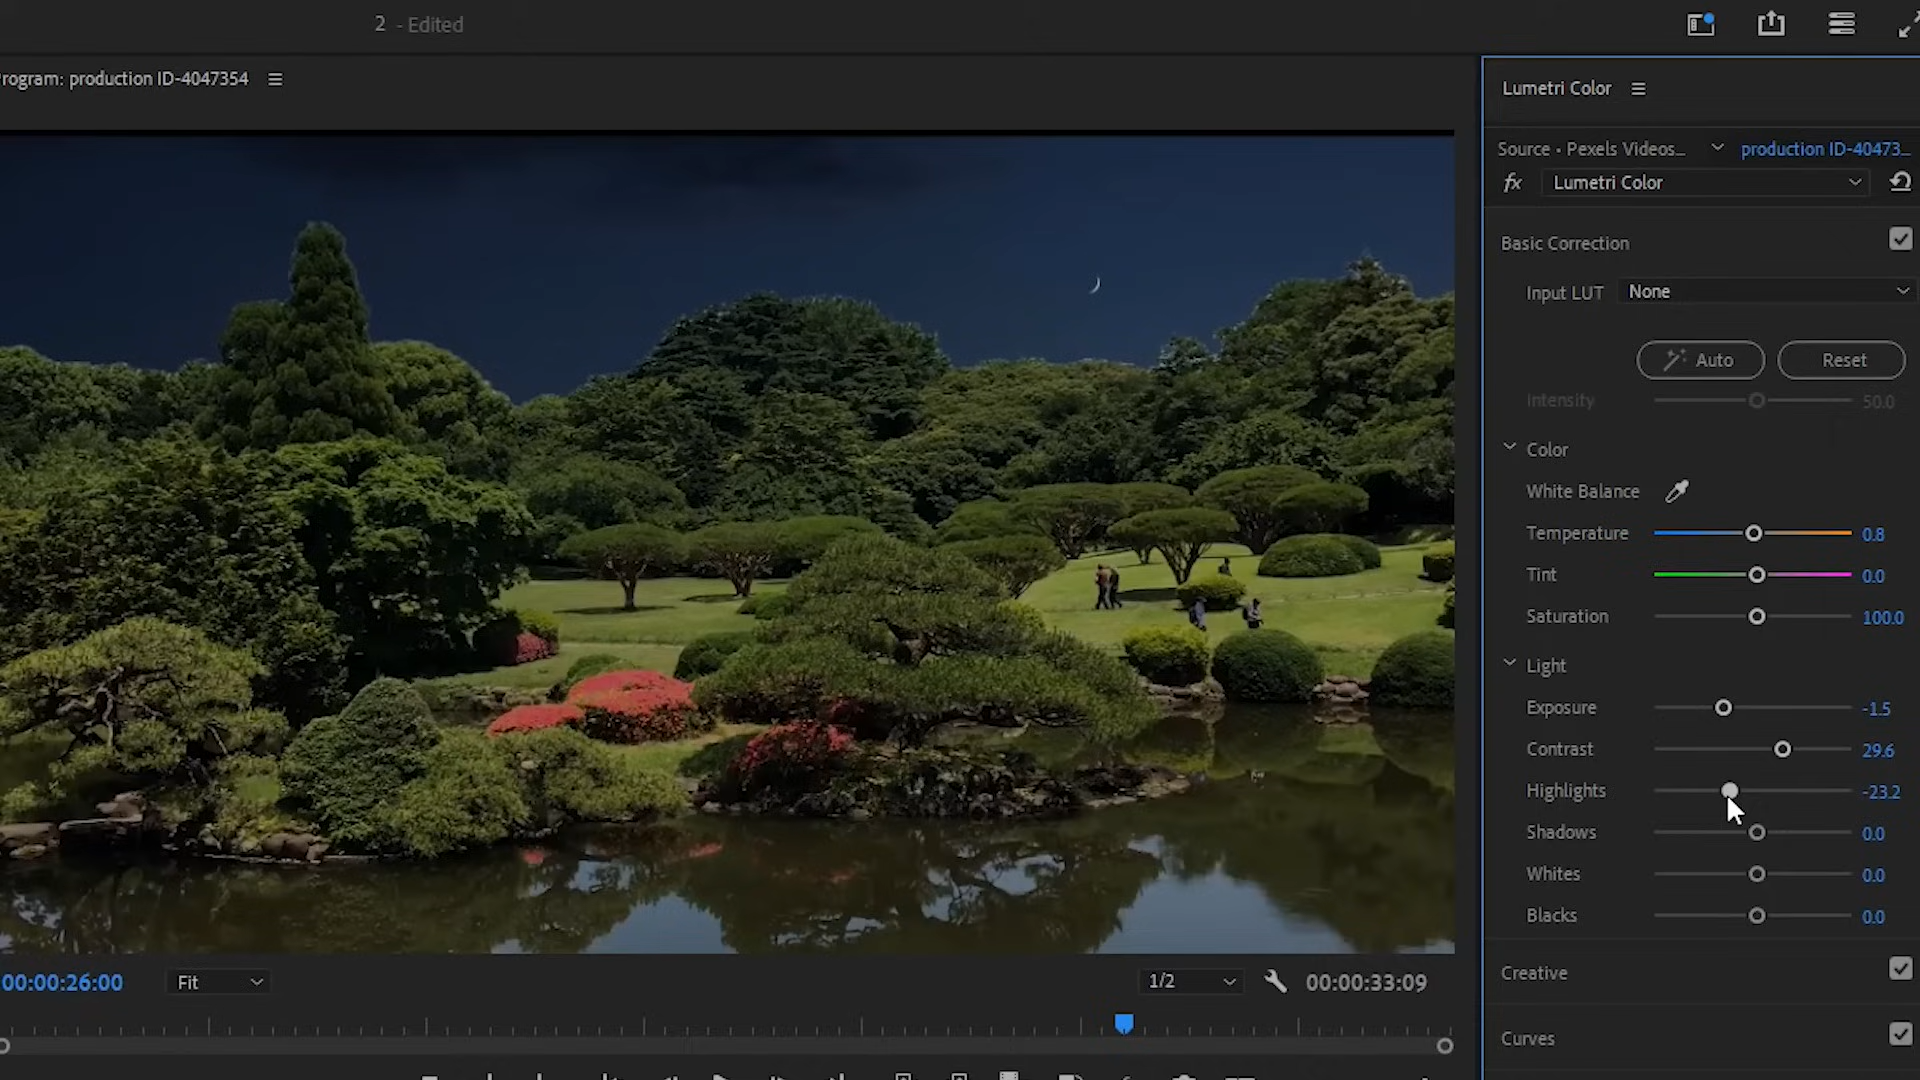 2 - Edited
rogram: production ID-4047354
Lumetri Color
Source • Pexels Videos...
production ID-40473...
fx
Lumetri Color
Basic Correction
Input LUT
None
Auto
Reset
Intensity
50.0
Color
White Balance
Temperature
0.8
Tint
0.0
Saturation
100.0
Light
Exposure
-1.5
Contrast
29.6
Highlights
-23.2
Shadows
0.0
Whites
0.0
Blacks
0.0
00:00:26:00
Fit
1/2
00:00:33:09
Creative
Curves